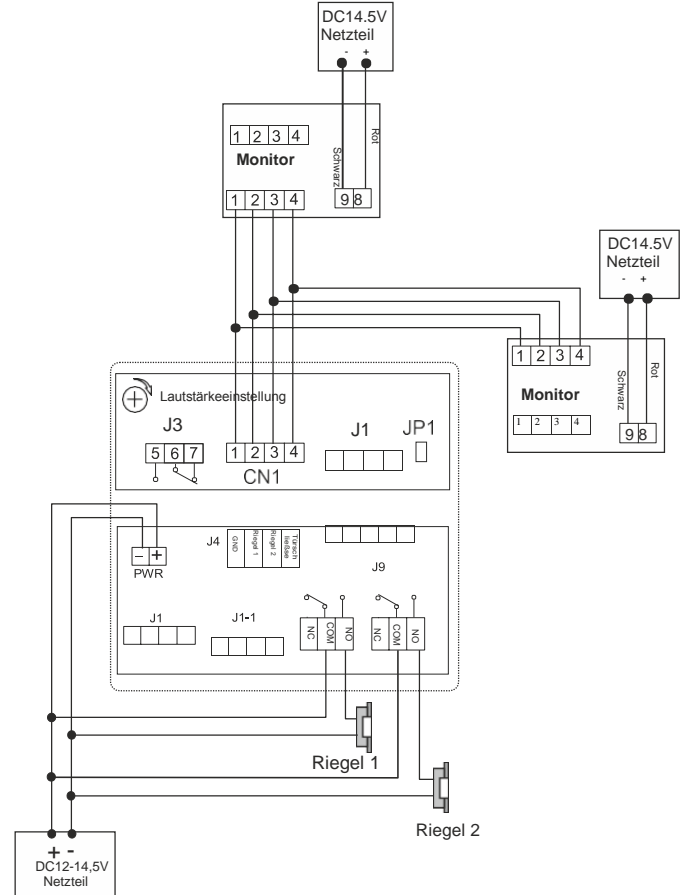 DC14.5V
Netzteil
- +
1 2 3 4
Monitor
Schwarz
Rot
1 2 3 4
9 8
DC14.5V
Netzteil
- +
1 2 3 4
Monitor
Schwarz
Rot
1 2 3 4
9 8
Lautstärkeeinstellung
J3
5 6 7
1 2 3 4
CN1
J1
JP1
- +
PWR
J4
GND
Riegel 1
Riegel 2
Türsch
ließse
J9
J1
J1-1
NC
COM
NO
NC
COM
NO
Riegel 1
Riegel 2
+ -
DC12-14,5V
Netzteil